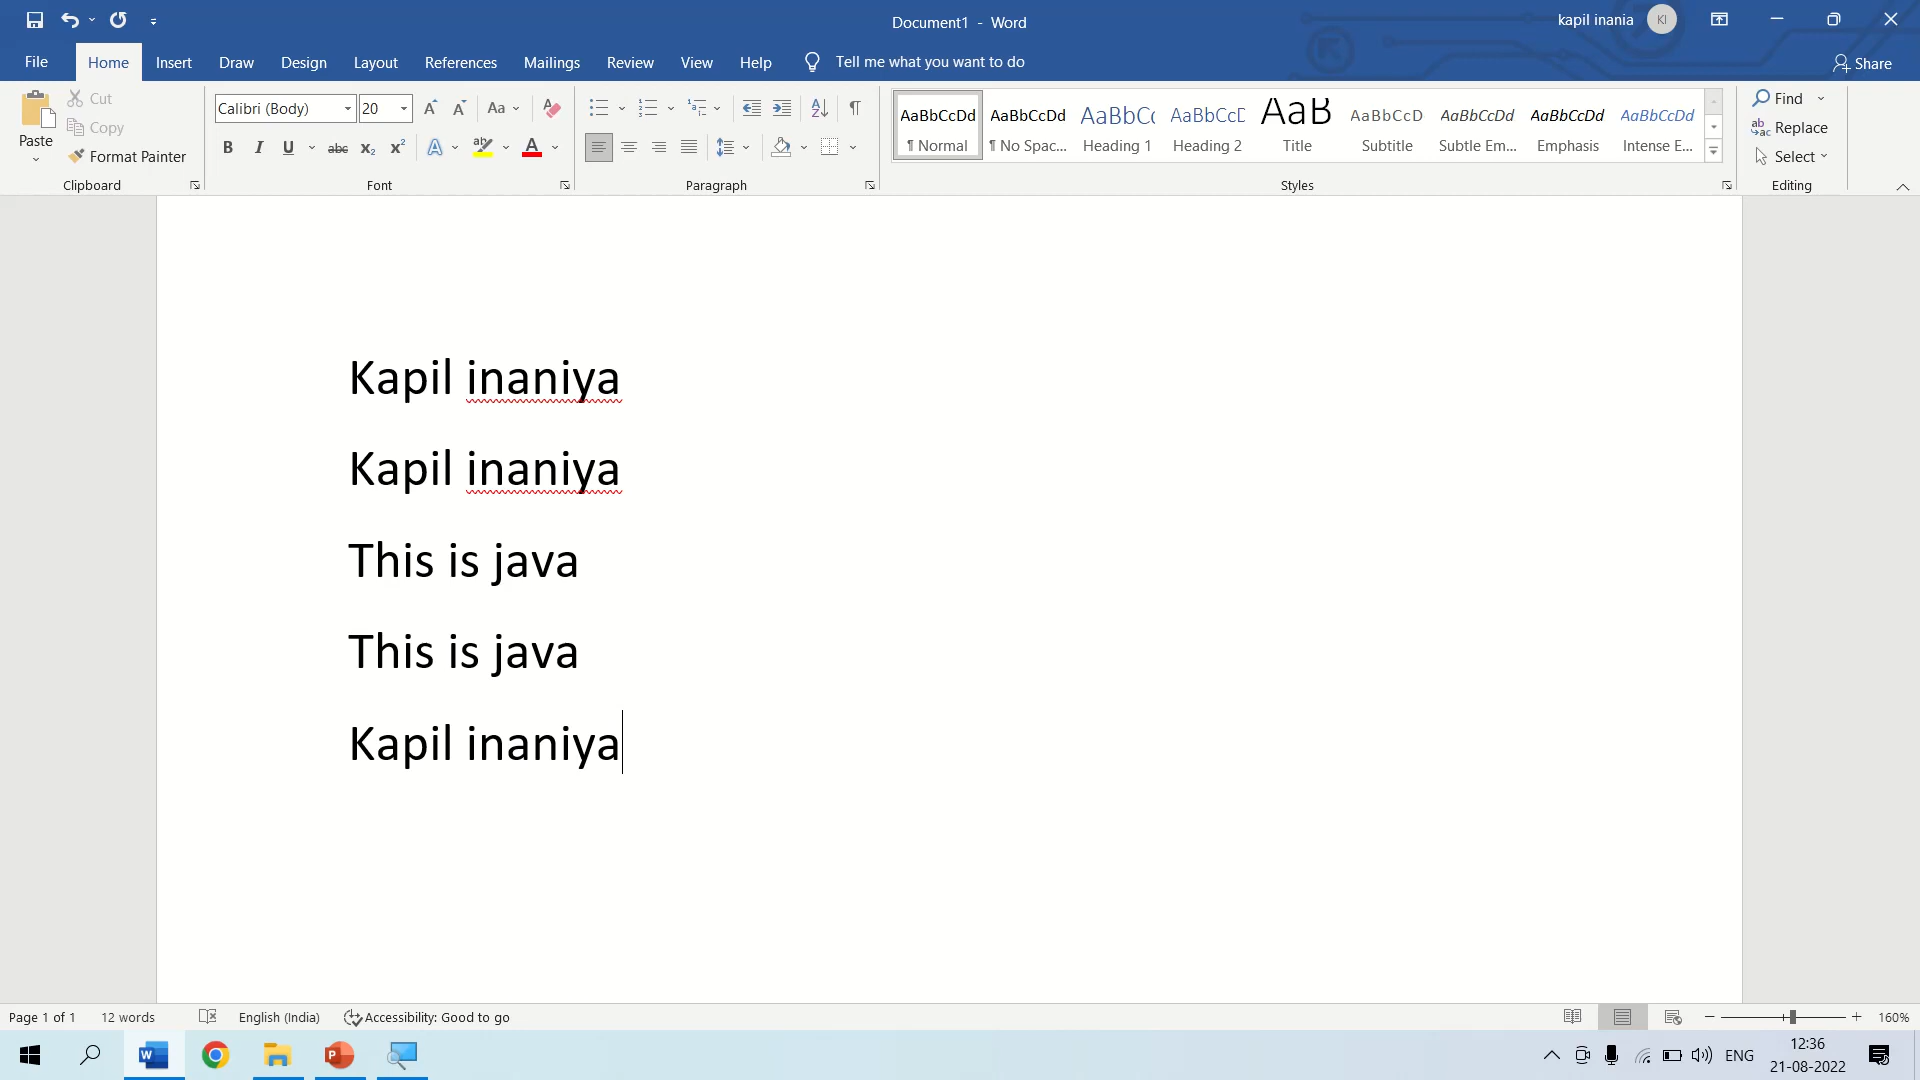 Document1 - Word
kapil inania
KI
File
Home
Insert
Draw
Design
Layout
References
Mailings
Review
View
Help
Tell me what you want to do
Share
Paste
Cut
Copy
Format Painter
Clipboard
Calibri (Body)
20
Font
Paragraph
AaBbCcDd
¶ Normal
AaBbCcDd
¶ No Spac...
AaBbCc
Heading 1
AaBbCcD
Heading 2
AaB
Title
AaBbCcD
Subtitle
AaBbCcDd
Subtle Em...
AaBbCcDd
Emphasis
AaBbCcDd
Intense E...
Styles
Find
Replace
Select
Editing
Kapil inaniya
Kapil inaniya
This is java
This is java
Kapil inaniya
Page 1 of 1
12 words
English (India)
Accessibility: Good to go
160%
ENG
12:36
21-08-2022